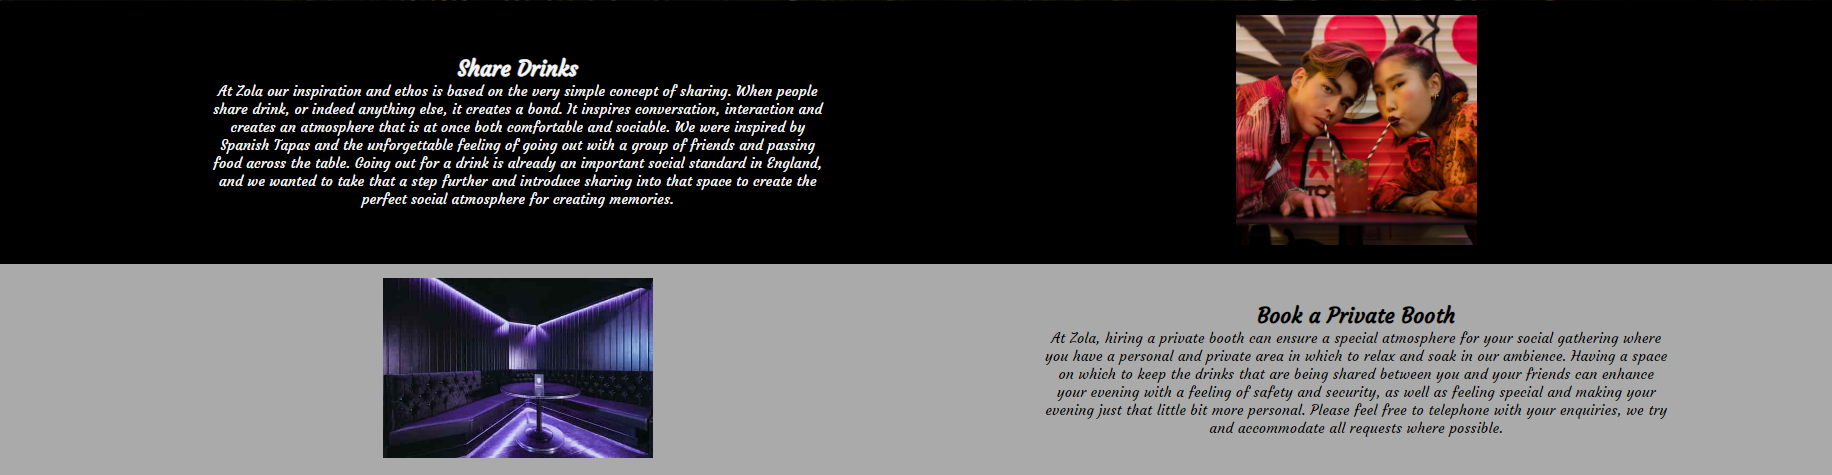 Share Drinks
At Zola our inspiration and ethos is based on the very simple concept of sharing. When people
share drink, or indeed anything else, it creates a bond. It inspires conversation, interaction and
creates an atmosphere that is at once both comfortable and sociable. We were inspired by
Spanish Tapas and the unforgettable feeling of going out with a group of friends and passing
food across the table. Going out for a drink is already an important social standard in England,
and we wanted to take that a step further and introduce sharing into that space to create the
perfect social atmosphere for creating memories.
Book a Private Booth
At Zola, hiring a private booth can ensure a special atmosphere for your social gathering where
you have a personal and private area in which to relax and soak in our ambience. Having a space
on which to keep the drinks that are being shared between you and your friends can enhance
your evening with a feeling of safety and security, as well as feeling special and making your
evening just that little bit more personal. Please feel free to telephone with your enquiries, we try
and accommodate all requests where possible.